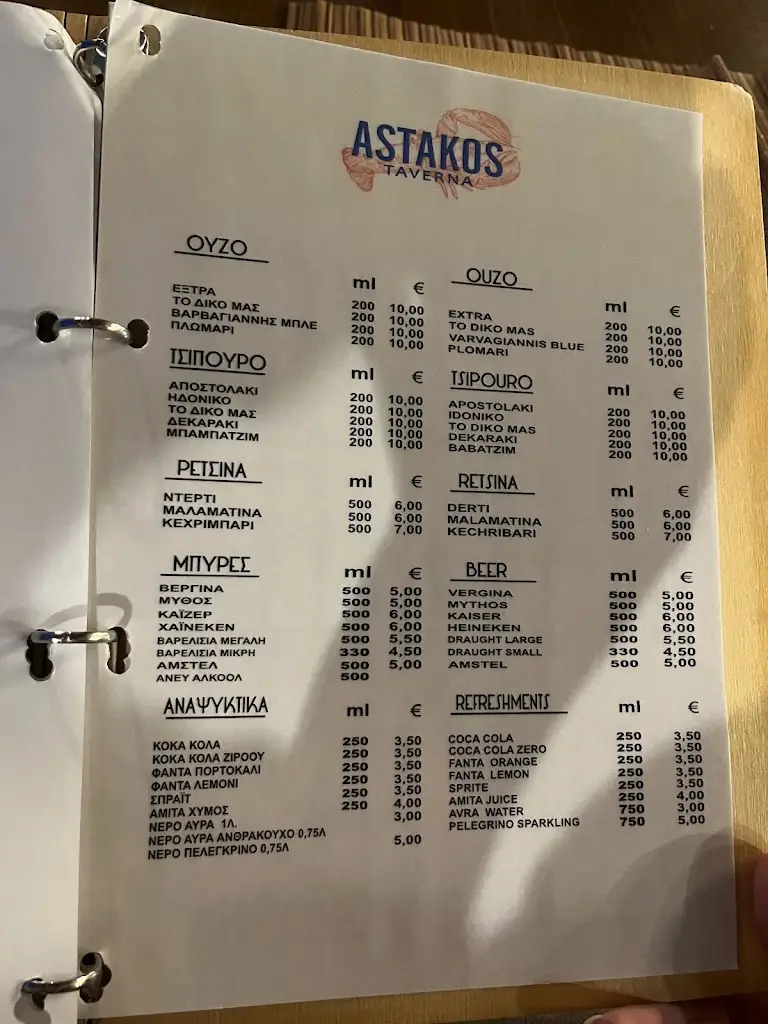 ASTAKOS
TAVERNA
ΟΥΖΟ
ml €
ΕΞΤΡΑ 200 10,00
ΤΟ ΔΙΚΟ ΜΑΣ 200 10,00
ΒΑΡΒΑΓΙΑΝΝΗΣ ΜΠΛΕ 200 10,00
ΠΛΩΜΑΡΙ 200 10,00
ΤΣΙΠΟΥΡΟ
ml €
ΑΠΟΣΤΟΛΑΚΙ 200 10,00
ΗΔΟΝΙΚΟ 200 10,00
ΤΟ ΔΙΚΟ ΜΑΣ 200 10,00
ΔΕΚΑΡΑΚΙ 200 10,00
ΜΠΑΜΠΑΤΖΙΜ 200 10,00
ΡΕΤΣΙΝΑ
ml €
ΝΤΕΡΤΙ 500 6,00
ΜΑΛΑΜΑΤΙΝΑ 500 6,00
ΚΕΧΡΙΜΠΑΡΙ 500 7,00
ΜΠΥΡΕΣ
ml €
ΒΕΡΓΙΝΑ 500 5,00
ΜΥΘΟΣ 500 5,00
ΚΑΪΖΕΡ 500 6,00
ΧΑΪΝΕΚΕΝ 500 6,00
ΒΑΡΕΛΙΣΙΑ ΜΕΓΑΛΗ 500 5,50
ΒΑΡΕΛΙΣΙΑ ΜΙΚΡΗ 330 4,50
ΑΜΣΤΕΛ 500 5,00
ΑΝΕΥ ΑΛΚΟΟΛ 500
ΑΝΑΨΥΚΤΙΚΑ
ml €
ΚΟΚΑ ΚΟΛΑ 250 3,50
ΚΟΚΑ ΚΟΛΑ ΖΙΡΟΟΥ 250 3,50
ΦΑΝΤΑ ΠΟΡΤΟΚΑΛΙ 250 3,50
ΦΑΝΤΑ ΛΕΜΟΝΙ 250 3,50
ΣΠΡΑΪΤ 250 3,50
ΑΜΙΤΑ ΧΥΜΟΣ 250 4,00
ΝΕΡΟ ΑΥΡΑ 1Λ. 3,00
ΝΕΡΟ ΑΥΡΑ ΑΝΘΡΑΚΟΥΧΟ 0,75Λ
ΝΕΡΟ ΠΕΛΕΓΚΡΙΝΟ 0,75Λ 5,00
OUZO
ml €
EXTRA 200 10,00
TO DIKO MAS 200 10,00
VARVAGIANNIS BLUE 200 10,00
PLOMARI 200 10,00
TSIPOURO
ml €
APOSTOLAKI 200 10,00
IDONIKO 200 10,00
TO DIKO MAS 200 10,00
DEKARAKI 200 10,00
BABATZIM 200 10,00
RETSINA
ml €
DERTI 500 6,00
MALAMATINA 500 6,00
KECHRIBARI 500 7,00
BEER
ml €
VERGINA 500 5,00
MYTHOS 500 5,00
KAISER 500 6,00
HEINEKEN 500 6,00
DRAUGHT LARGE 500 5,50
DRAUGHT SMALL 330 4,50
AMSTEL 500 5,00
REFRESHMENTS
ml €
COCA COLA 250 3,50
COCA COLA ZERO 250 3,50
FANTA ORANGE 250 3,50
FANTA LEMON 250 3,50
SPRITE 250 3,50
AMITA JUICE 250 4,00
AVRA WATER 750 3,00
PELEGRINO SPARKLING 750 5,00